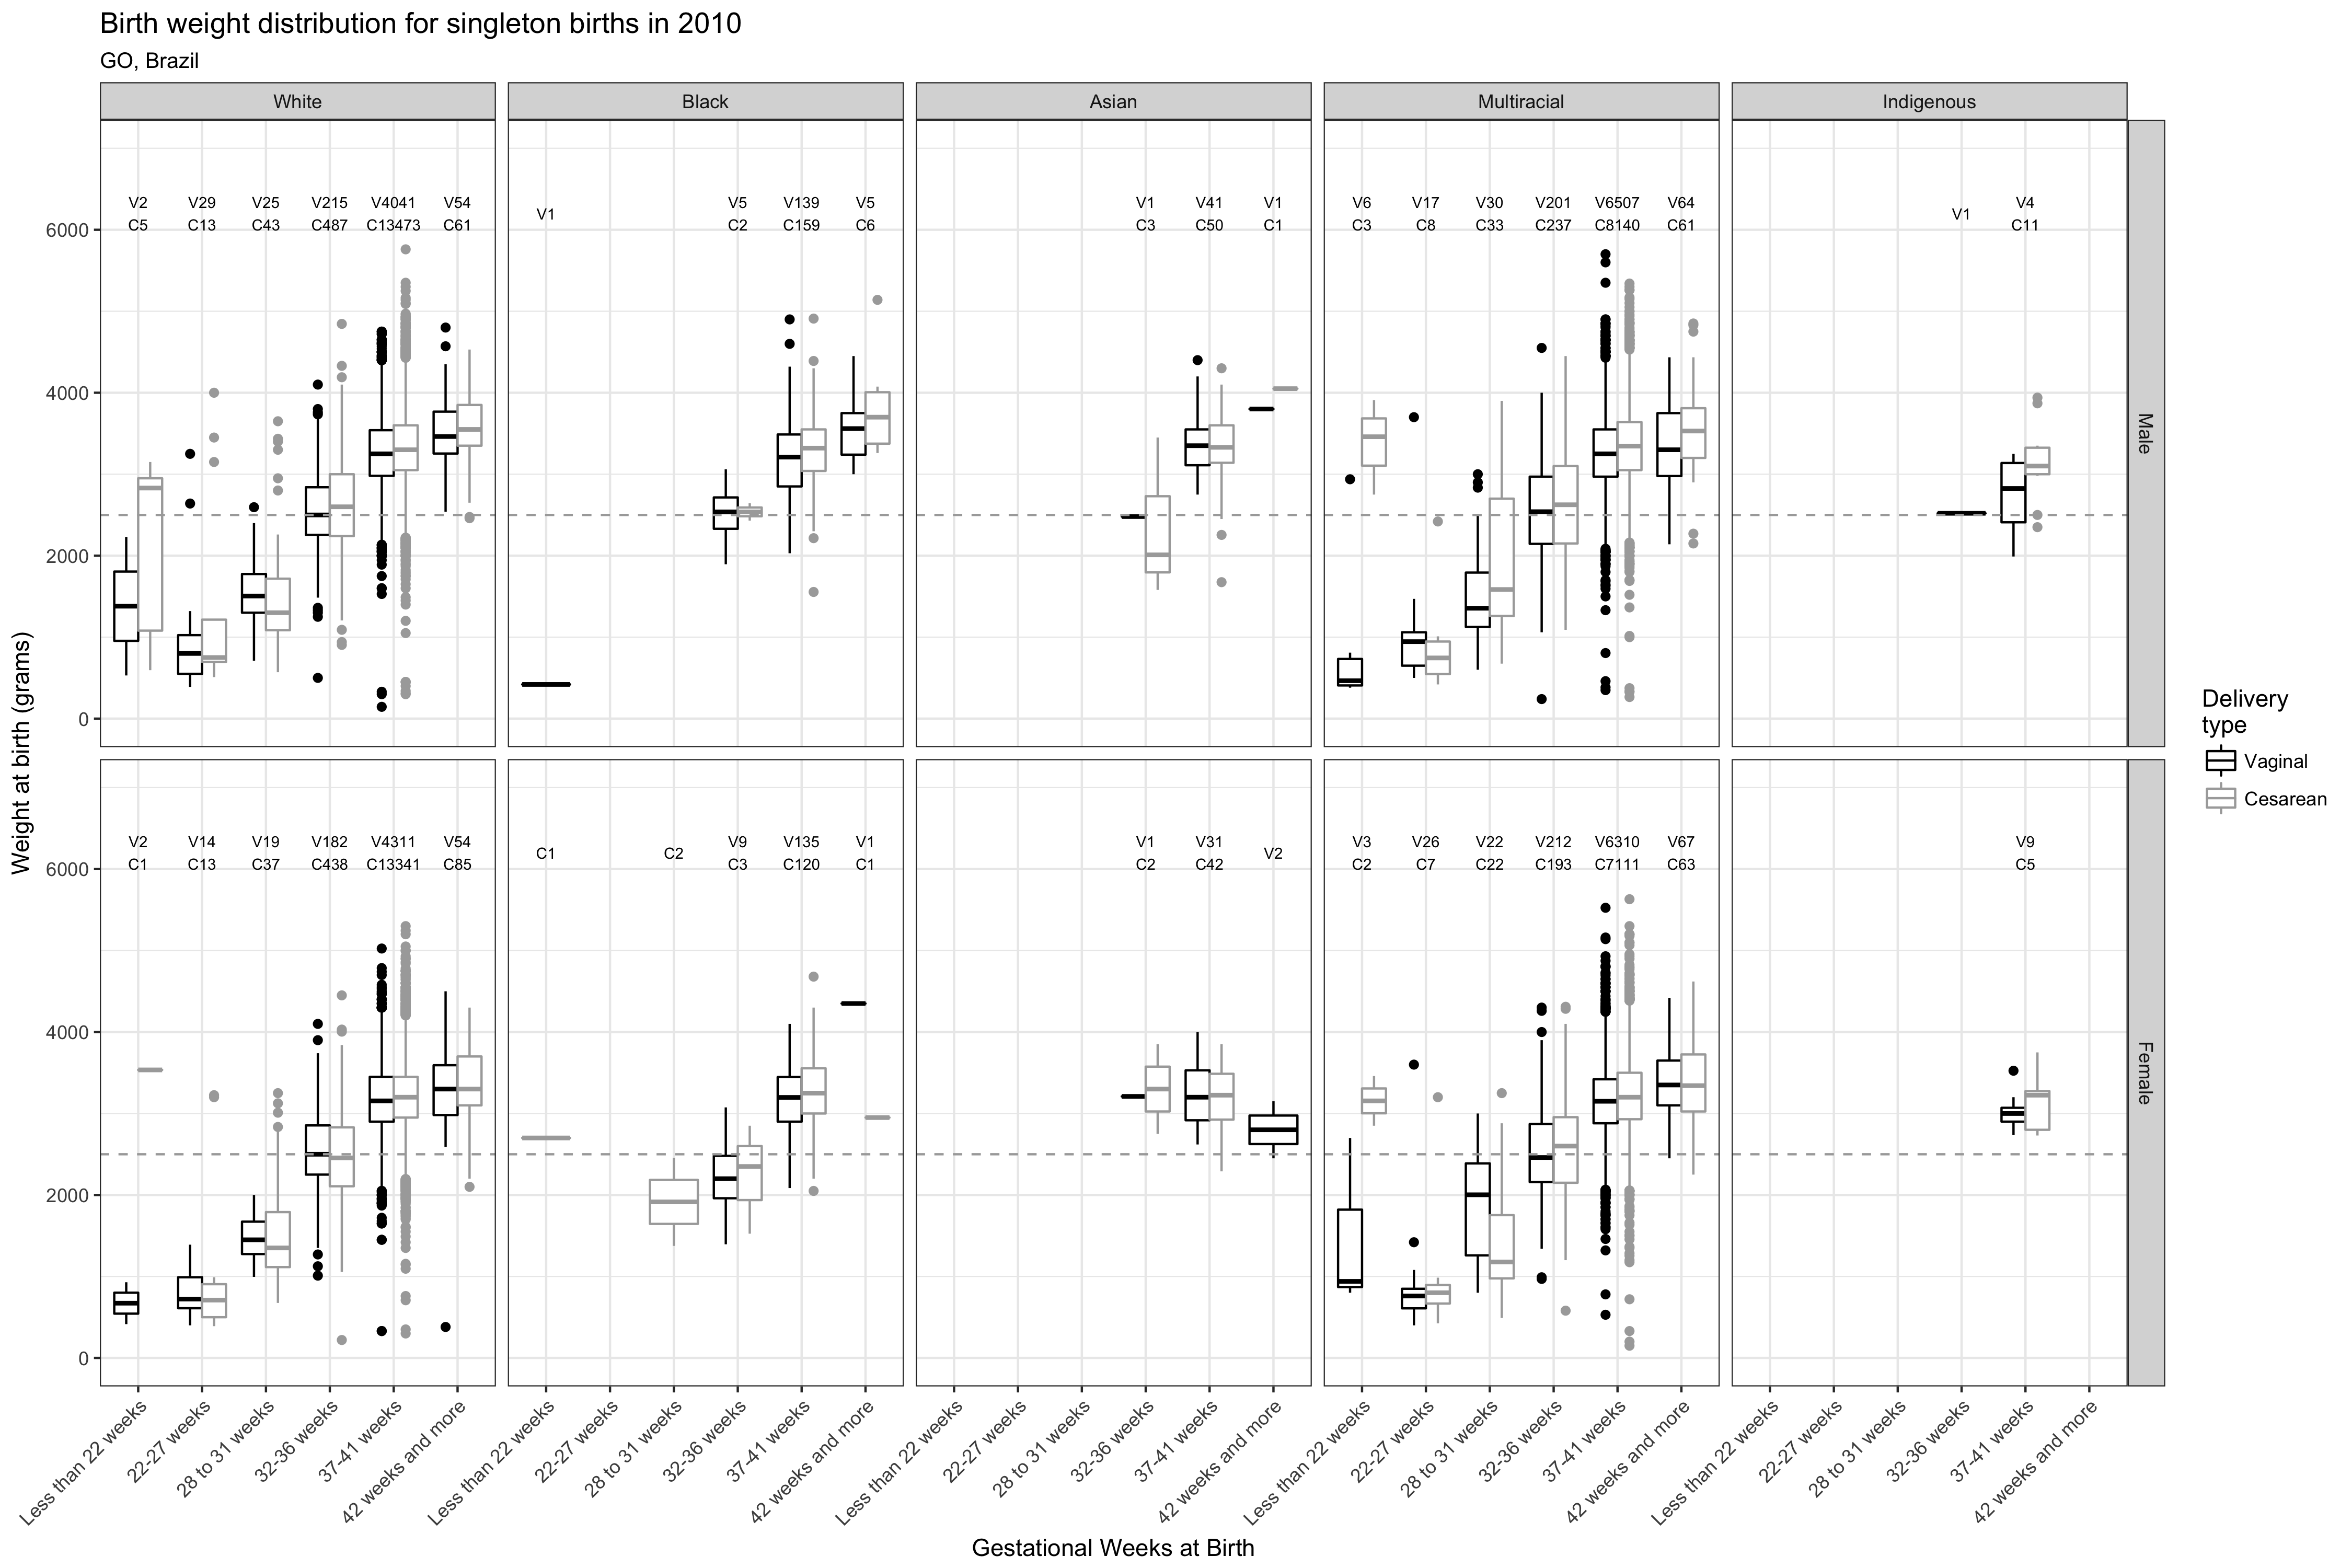 Birth weight distribution for singleton births in 2010
GO, Brazil
White
Black
Asian
Multiracial
Indigenous
V2 V29 V25 V215 V4041 V54
C5 C13 C43 C487 C13473 C61
V1 V5 V139 V5
C2 C159 C6
V1 V41 V1
C3 C50 C1
V6 V17 V30 V201 V6507 V64
C3 C8 C33 C237 C8140 C61
V1 V4
C11
6000
4000
2000
0
Male
V2 V14 V19 V182 V4311 V54
C1 C13 C37 C438 C13341 C85
C1 C2 V9 V135 V1
C3 C120 C1
V1 V31 V2
C2 C42
V3 V26 V22 V212 V6310 V67
C2 C7 C22 C193 C7111 C63
V9
C5
6000
4000
2000
0
Female
Weight at birth (grams)
Less than 22 weeks
22-27 weeks
28 to 31 weeks
32-36 weeks
37-41 weeks
42 weeks and more
Less than 22 weeks
22-27 weeks
28 to 31 weeks
32-36 weeks
37-41 weeks
42 weeks and more
Less than 22 weeks
22-27 weeks
28 to 31 weeks
32-36 weeks
37-41 weeks
42 weeks and more
Less than 22 weeks
22-27 weeks
28 to 31 weeks
32-36 weeks
37-41 weeks
42 weeks and more
Less than 22 weeks
22-27 weeks
28 to 31 weeks
32-36 weeks
37-41 weeks
42 weeks and more
Gestational Weeks at Birth
Delivery
type
Vaginal
Cesarean